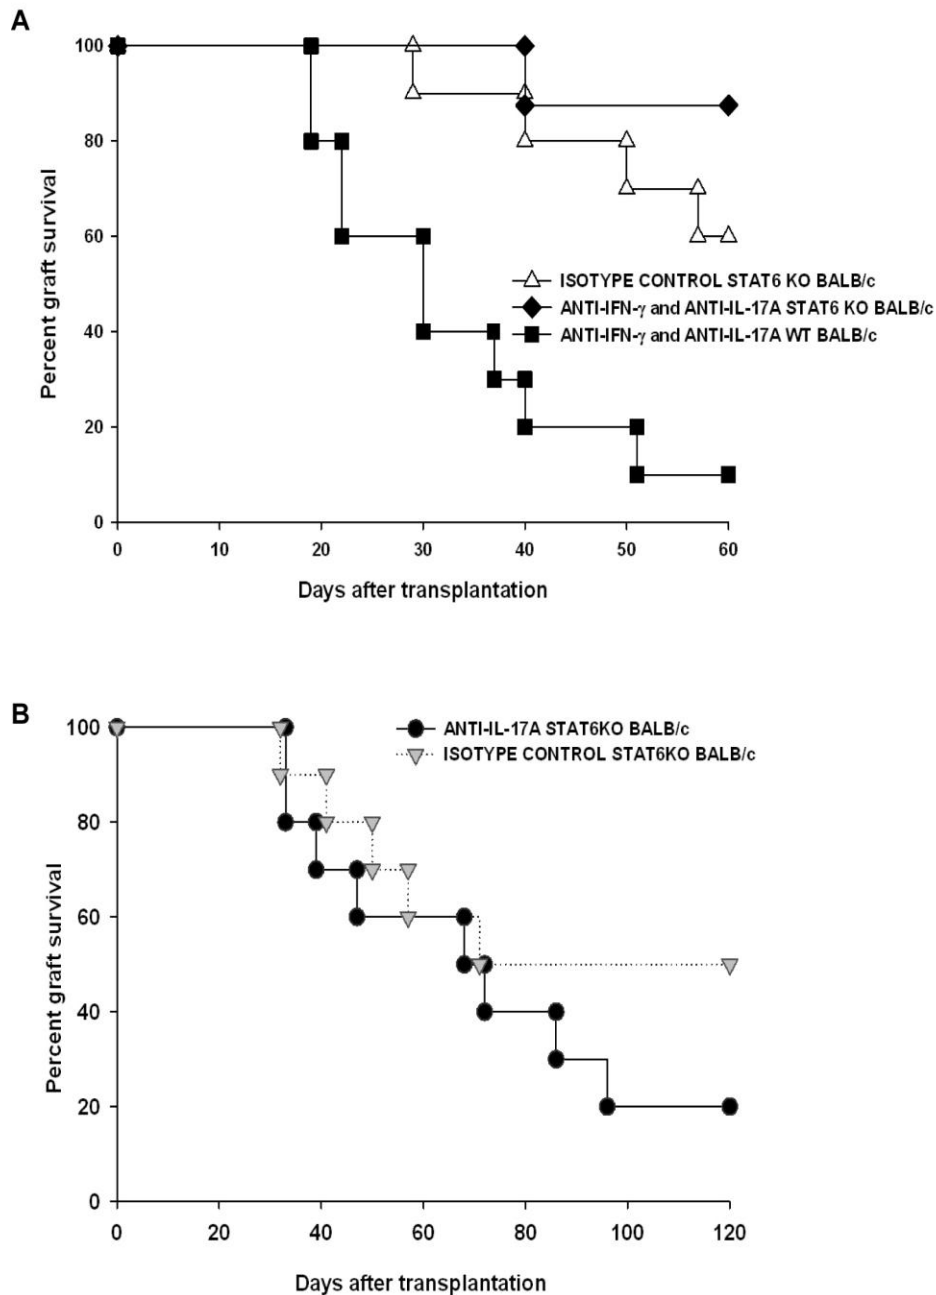 A
Percent graft survival
100
80
60
40
20
0
ISOTYPE CONTROL STAT6 KO BALB/c
ANTI-IFN-γ and ANTI-IL-17A STAT6 KO BALB/c
ANTI-IFN-γ and ANTI-IL-17A WT BALB/c
0 10 20 30 40 50 60
Days after transplantation
B
Percent graft survival
100
80
60
40
20
0
ANTI-IL-17A STAT6KO BALB/c
ISOTYPE CONTROL STAT6KO BALB/c
0 20 40 60 80 100 120
Days after transplantation